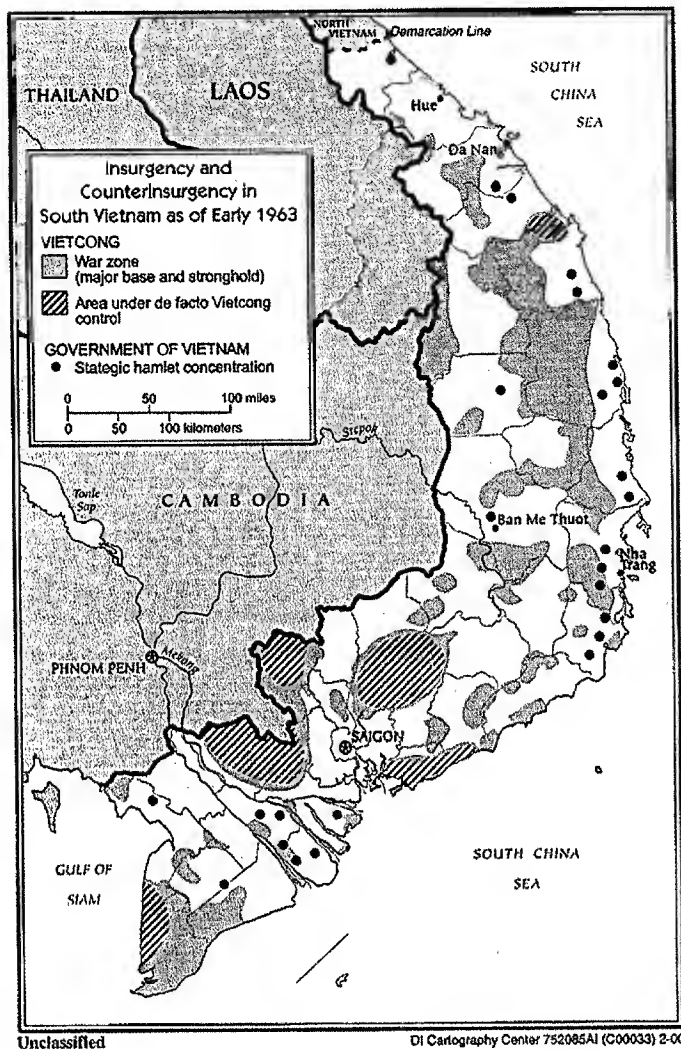 NORTH
VIETNAM
Demarcation Line
THAILAND
LAOS
SOUTH
CHINA
SEA
Hue
Da Nan
Insurgency and
Counterinsurgency in
South Vietnam as of Early 1963
VIETCONG
War zone
(major base and stronghold)
Area under de facto Vietcong
control
GOVERNMENT OF VIETNAM
Stategic hamlet concentration
0 50 100 miles
0 50 100 kilometers
Tonle
Sap
CAMBODIA
Ban Me Thuot
Nha
Trang
PHNOM PENH
Mekong
SAIGON
GULF OF
SIAM
SOUTH CHINA
SEA
Unclassified
DI Cartography Center 752085AI (C00033) 2-00